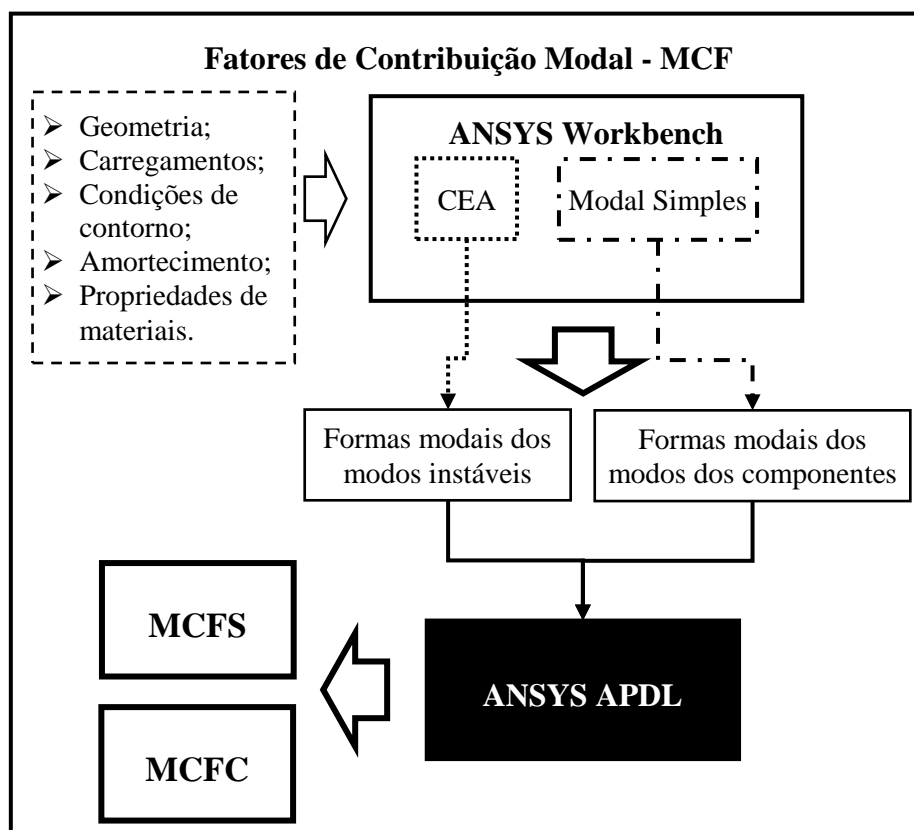 Fatores de Contribuição Modal - MCF
➢ Geometria;
➢ Carregamentos;
➢ Condições de
contorno;
➢ Amortecimento;
➢ Propriedades de
materiais.
ANSYS Workbench
CEA
Modal Simples
Formas modais dos
modos instáveis
Formas modais dos
modos dos componentes
MCFS
ANSYS APDL
MCFC